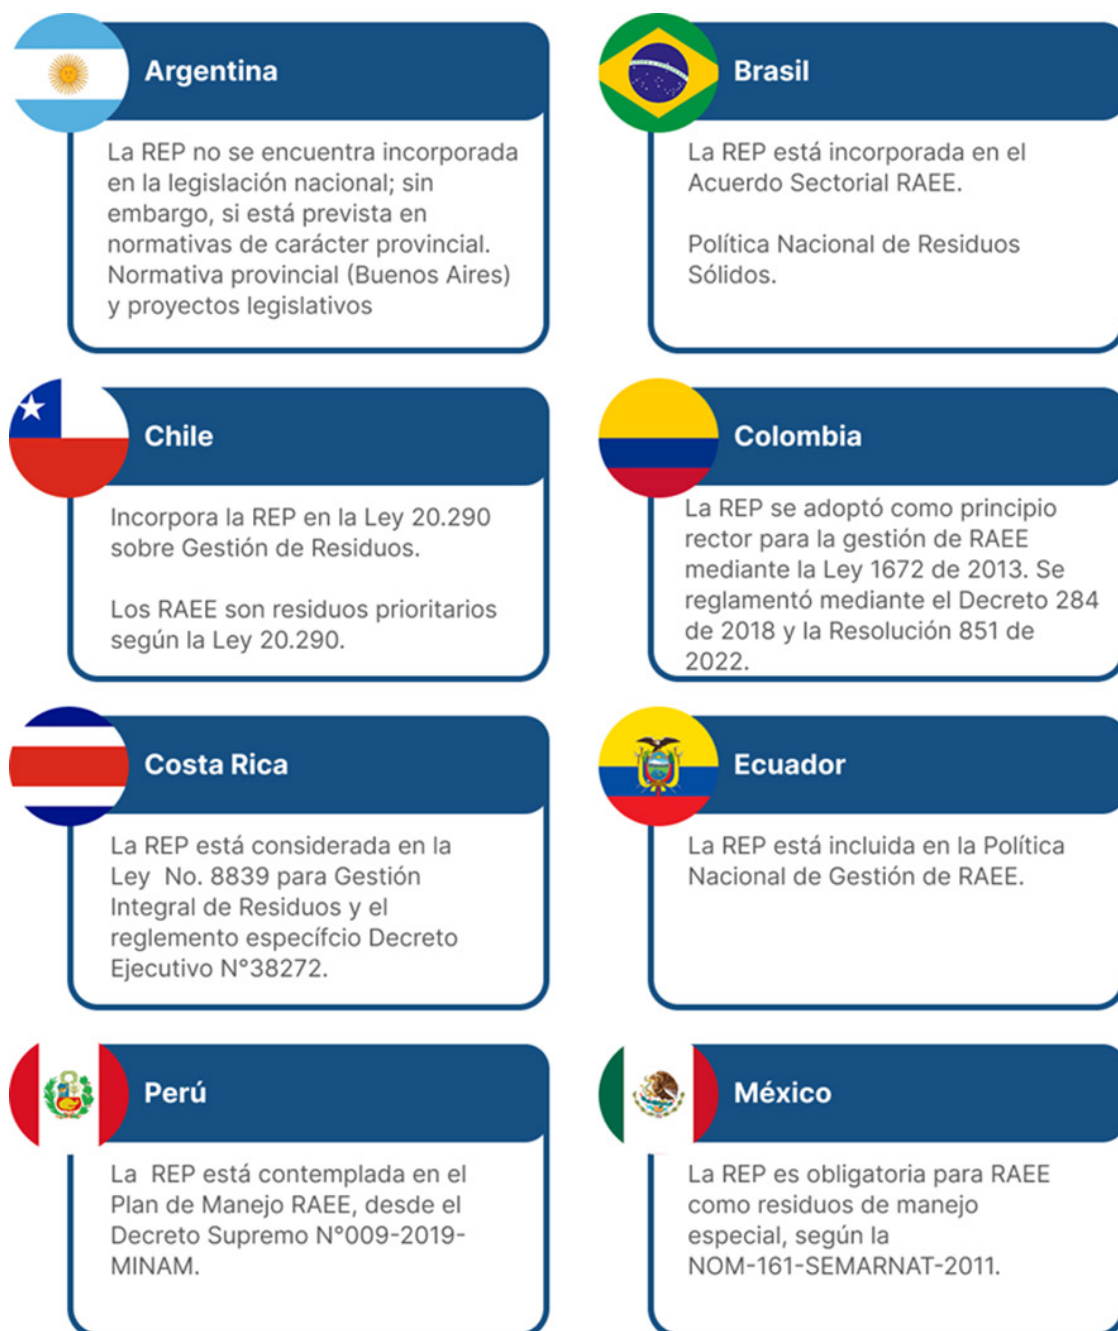 Argentina
La REP no se encuentra incorporada
en la legislación nacional; sin
embargo, si está prevista en
normativas de carácter provincial.
Normativa provincial (Buenos Aires)
y proyectos legislativos
Brasil
La REP está incorporada en el
Acuerdo Sectorial RAEE.
Política Nacional de Residuos
Sólidos.
Chile
Incorpora la REP en la Ley 20.290
sobre Gestión de Residuos.
Los RAEE son residuos prioritarios
según la Ley 20.290.
Colombia
La REP se adoptó como principio
rector para la gestión de RAEE
mediante la Ley 1672 de 2013. Se
reglamentó mediante el Decreto 284
de 2018 y la Resolución 851 de
2022.
Costa Rica
La REP está considerada en la
Ley  No. 8839 para Gestión
Integral de Residuos y el
reglemento específcio Decreto
Ejecutivo N°38272.
Ecuador
La REP está incluida en la Política
Nacional de Gestión de RAEE.
Perú
La  REP está contemplada en el
Plan de Manejo RAEE, desde el
Decreto Supremo N°009-2019-
MINAM.
México
La REP es obligatoria para RAEE
como residuos de manejo
especial, según la
NOM-161-SEMARNAT-2011.